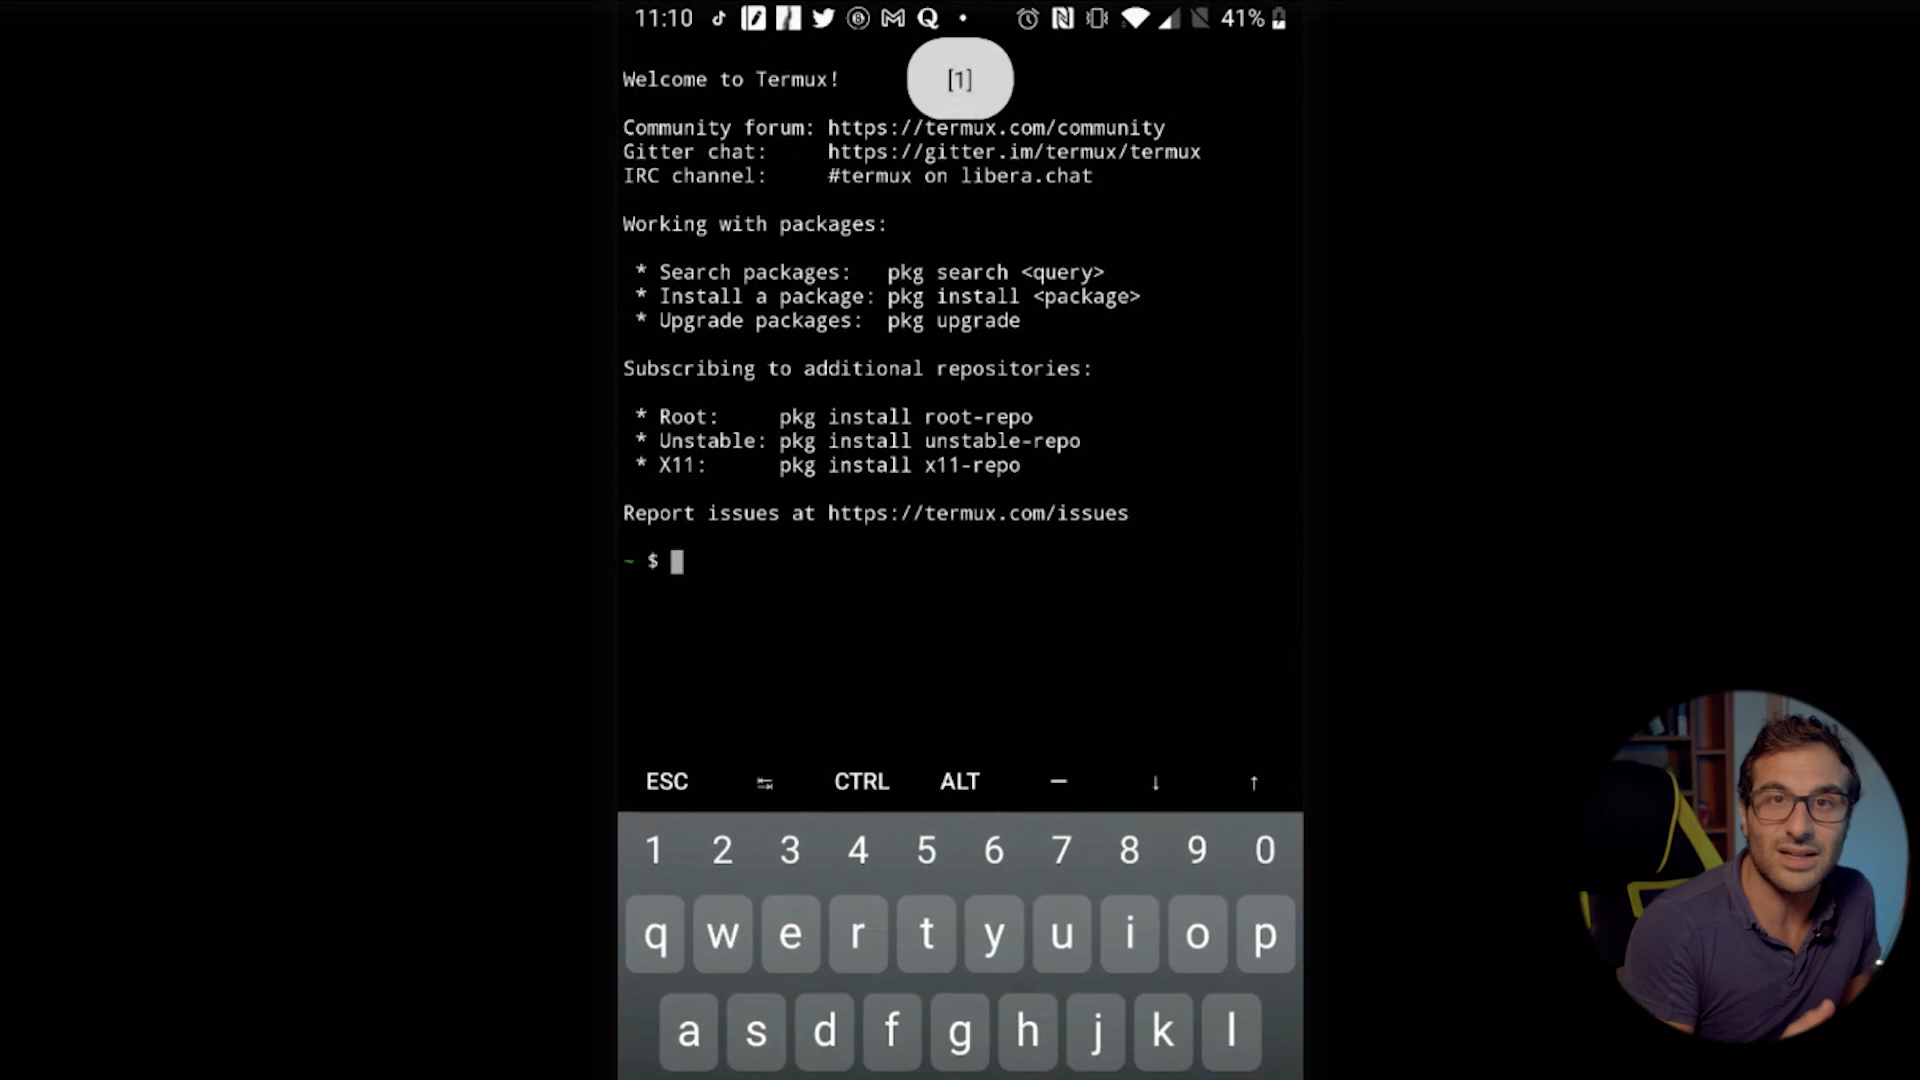 11:10 41%
[1]
Welcome to Termux!
Community forum: https://termux.com/community
Gitter chat: https://gitter.im/termux/termux
IRC channel: #termux on libera.chat
Working with packages:
* Search packages: pkg search <query>
* Install a package: pkg install <package>
* Upgrade packages: pkg upgrade
Subscribing to additional repositories:
* Root: pkg install root-repo
* Unstable: pkg install unstable-repo
* X11: pkg install x11-repo
Report issues at https://termux.com/issues
~ $
ESC ⇆ CTRL ALT — ↓ ↑
1 2 3 4 5 6 7 8 9 0
q w e r t y u i o p
a s d f g h j k l